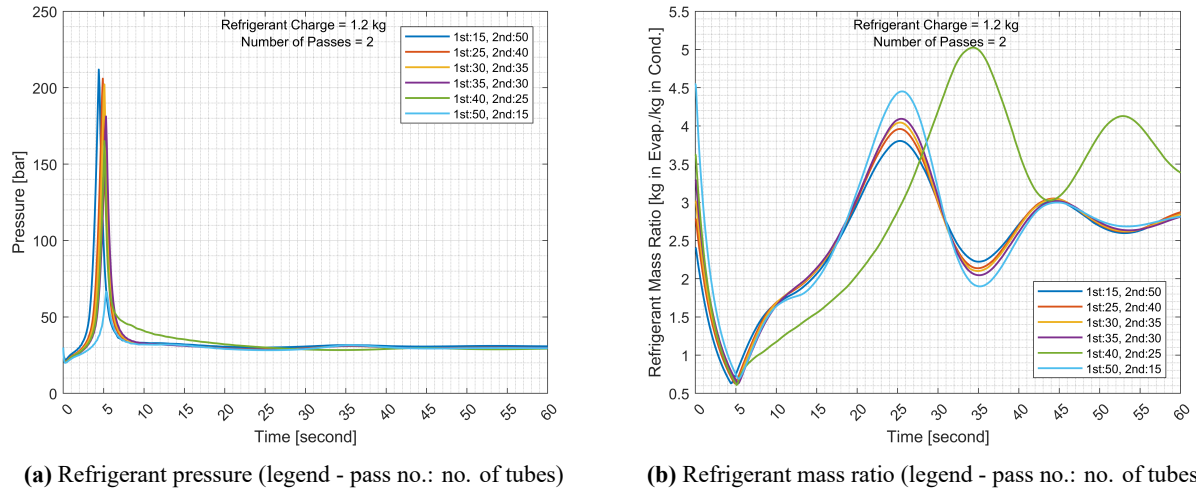 Refrigerant Charge = 1.2 kg
Number of Passes = 2
1st:15, 2nd:50
1st:25, 2nd:40
1st:30, 2nd:35
1st:35, 2nd:30
1st:40, 2nd:25
1st:50, 2nd:15
250
200
150
100
50
0
Pressure [bar]
0 5 10 15 20 25 30 35 40 45 50 55 60
Time [second]
(a) Refrigerant pressure (legend - pass no.: no. of tubes)
Refrigerant Charge = 1.2 kg
Number of Passes = 2
5.5
5
4.5
4
3.5
3
2.5
2
1.5
1
0.5
Refrigerant Mass Ratio [kg in Evap./kg in Cond.]
1st:15, 2nd:50
1st:25, 2nd:40
1st:30, 2nd:35
1st:35, 2nd:30
1st:40, 2nd:25
1st:50, 2nd:15
0 5 10 15 20 25 30 35 40 45 50 55 60
Time [second]
(b) Refrigerant mass ratio (legend - pass no.: no. of tubes